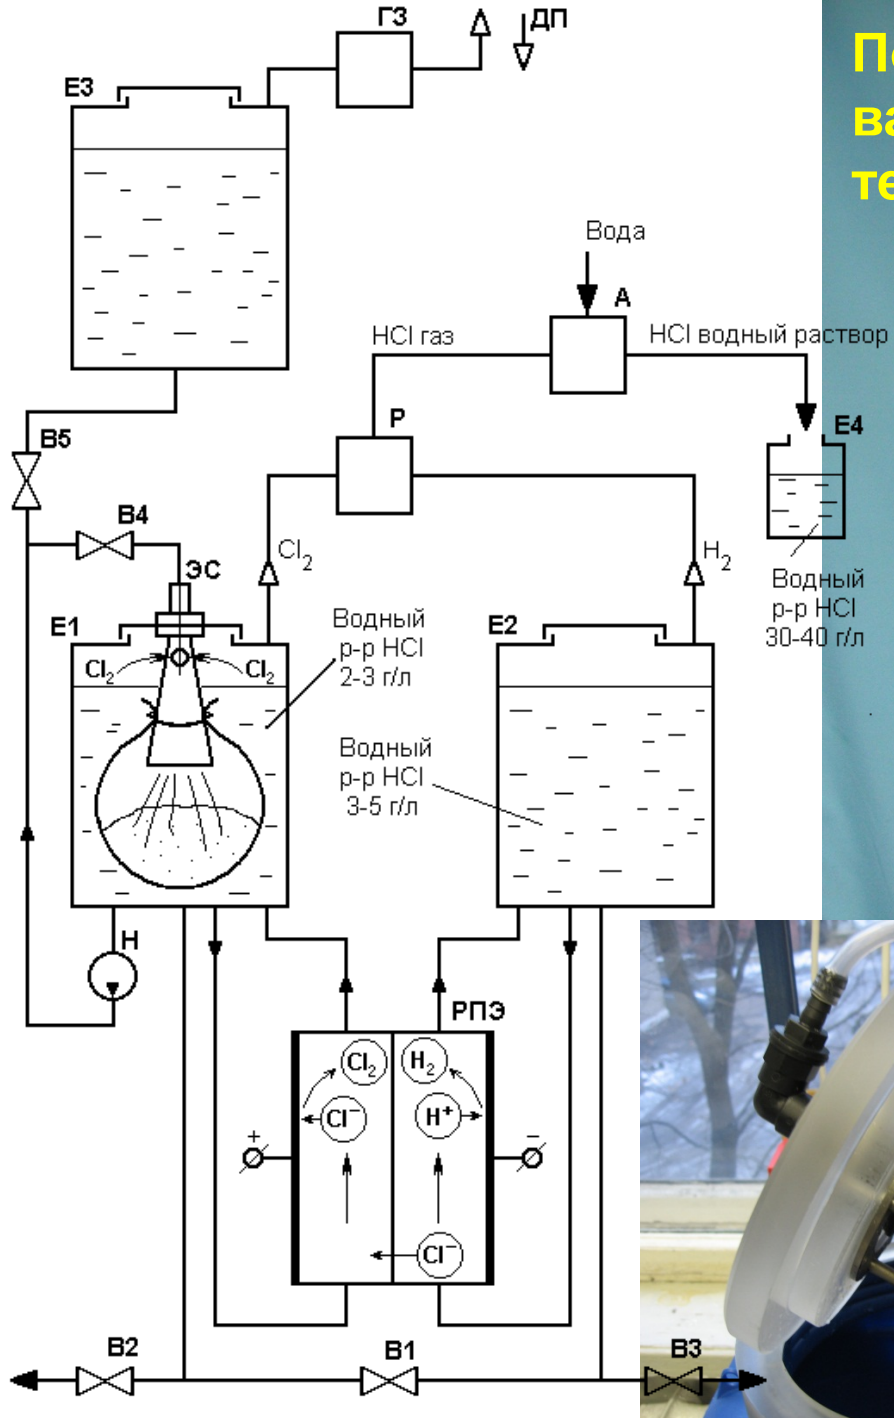 ГЗ
ДП
Е3
Вода
А
HCl газ
HCl водный раствор
Р
Е4
В5
В4
Cl₂
H₂
ЭС
Водный
р-р HCl
30-40 г/л
Е1
Водный
р-р HCl
2-3 г/л
Е2
Cl₂
Cl₂
Водный
р-р HCl
3-5 г/л
Н
РПЭ
Cl₂
H₂
Cl⁻
H⁺
+
−
Cl⁻
В2
В1
В3